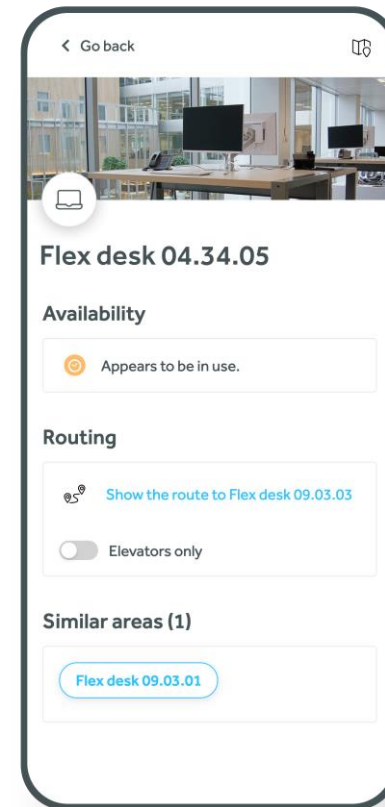 Go back
Flex desk 04.34.05
Availability
Appears to be in use.
Routing
Show the route to Flex desk 09.03.03
Elevators only
Similar areas (1)
Flex desk 09.03.01